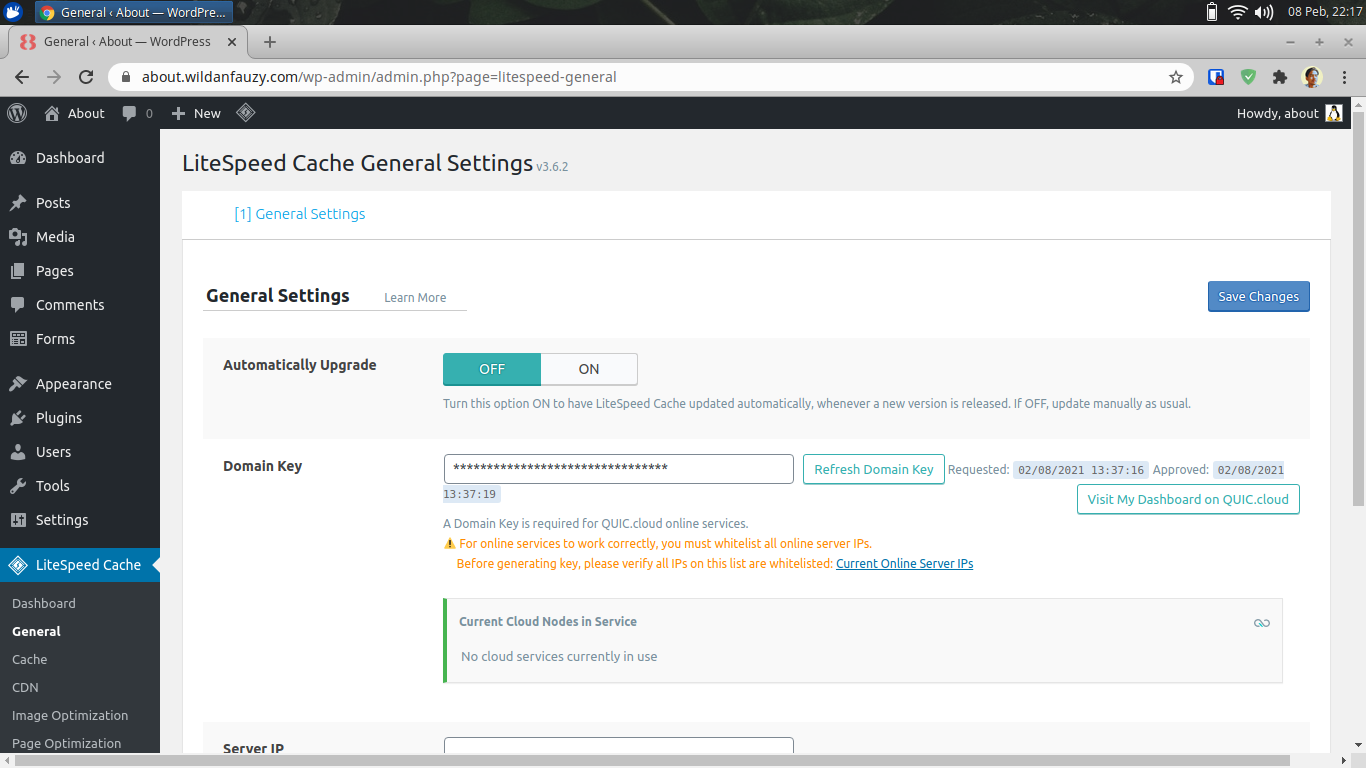 General ‹ About — WordPre...
08 Peb, 22:17
General ‹ About — WordPress
about.wildanfauzy.com/wp-admin/admin.php?page=litespeed-general
About
0
New
Howdy, about
Dashboard
Posts
Media
Pages
Comments
Forms
Appearance
Plugins
Users
Tools
Settings
LiteSpeed Cache
Dashboard
General
Cache
CDN
Image Optimization
Page Optimization
LiteSpeed Cache General Settings v3.6.2
[1] General Settings
General Settings Learn More
Save Changes
Automatically Upgrade
OFF ON
Turn this option ON to have LiteSpeed Cache updated automatically, whenever a new version is released. If OFF, update manually as usual.
Domain Key
******************************** Refresh Domain Key Requested: 02/08/2021 13:37:16 Approved: 02/08/2021
13:37:19
Visit My Dashboard on QUIC.cloud
A Domain Key is required for QUIC.cloud online services.
⚠ For online services to work correctly, you must whitelist all online server IPs.
Before generating key, please verify all IPs on this list are whitelisted: Current Online Server IPs
Current Cloud Nodes in Service
No cloud services currently in use
Server IP